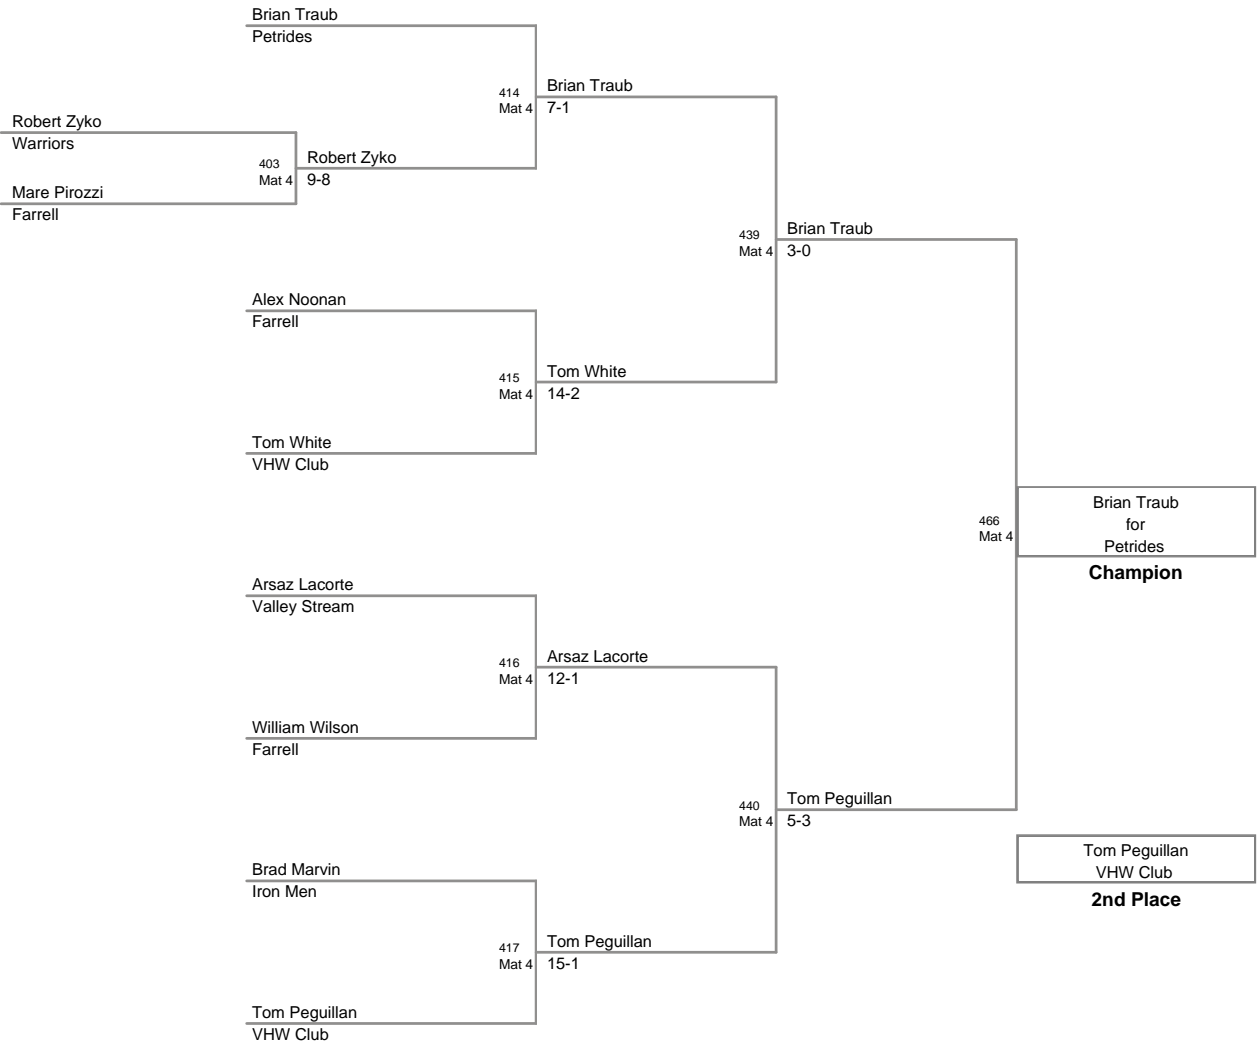 Brian Traub
Petrides
414
Mat 4
Brian Traub
7-1
Robert Zyko
Warriors
403
Mat 4
Robert Zyko
9-8
Mare Pirozzi
Farrell
439
Mat 4
Brian Traub
3-0
Alex Noonan
Farrell
415
Mat 4
Tom White
14-2
Tom White
VHW Club
466
Mat 4
Brian Traub
for
Petrides
Champion
Arsaz Lacorte
Valley Stream
416
Mat 4
Arsaz Lacorte
12-1
William Wilson
Farrell
440
Mat 4
Tom Peguillan
5-3
Tom Peguillan
VHW Club
2nd Place
Brad Marvin
Iron Men
417
Mat 4
Tom Peguillan
15-1
Tom Peguillan
VHW Club